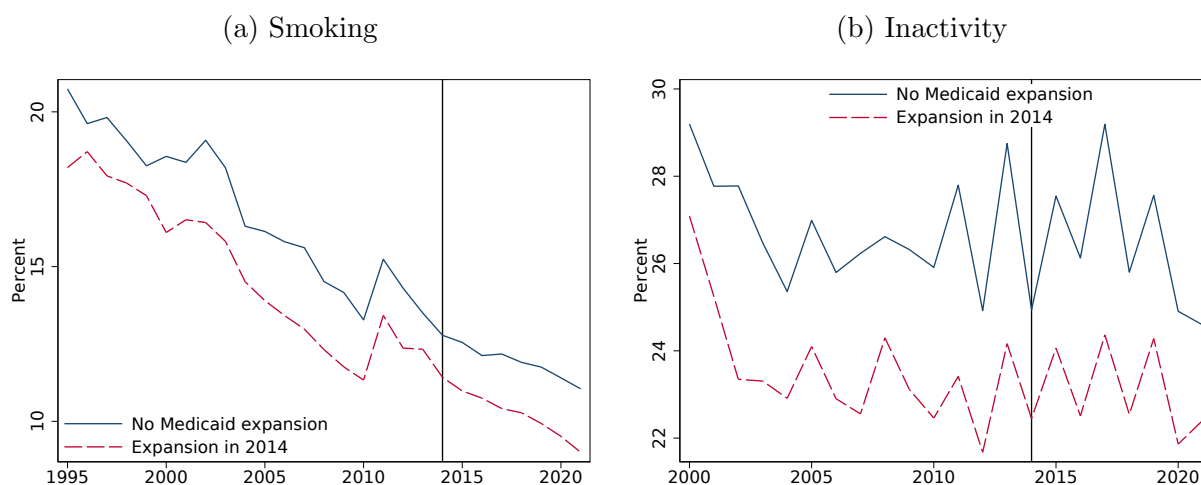 (a) Smoking
Percent
20
15
10
No Medicaid expansion
Expansion in 2014
1995 2000 2005 2010 2015 2020
(b) Inactivity
Percent
30
28
26
24
22
No Medicaid expansion
Expansion in 2014
2000 2005 2010 2015 2020